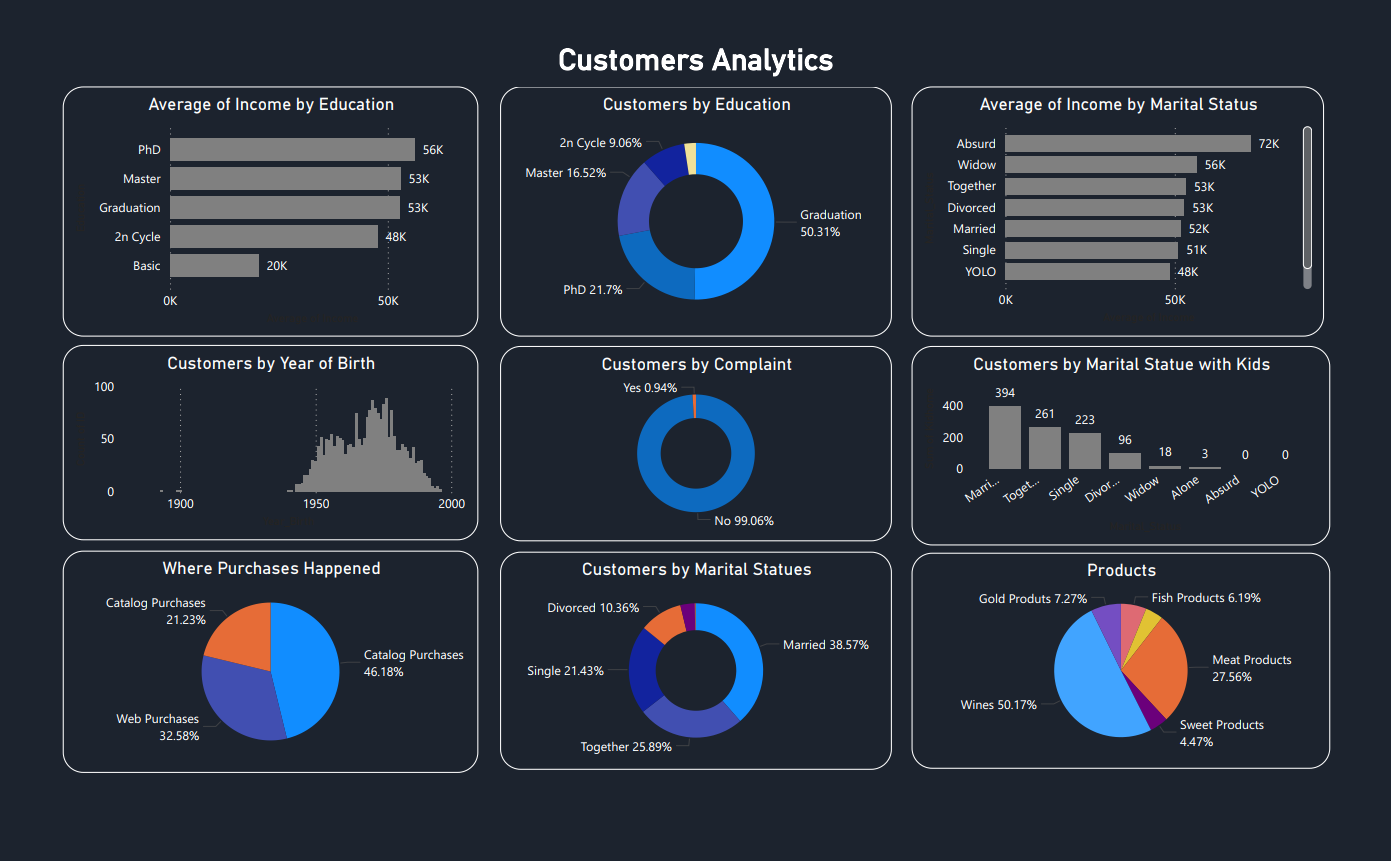 Customers Analytics
Average of Income by Education
PhD
56K
Master
53K
Graduation
53K
2n Cycle
48K
Basic
20K
0K
50K
Customers by Education
2n Cycle 9.06%
Master 16.52%
Graduation
50.31%
PhD 21.7%
Average of Income by Marital Status
Absurd
72K
Widow
56K
Together
53K
Divorced
53K
Married
52K
Single
51K
YOLO
48K
0K
50K
Customers by Year of Birth
100
50
0
1900
1950
2000
Customers by Complaint
Yes 0.94%
No 99.06%
Customers by Marital Statue with Kids
400
200
0
394
261
223
96
18
3
0
0
Marri...
Toget...
Single
Divor...
Widow
Alone
Absurd
YOLO
Where Purchases Happened
Catalog Purchases
21.23%
Catalog Purchases
46.18%
Web Purchases
32.58%
Customers by Marital Statues
Divorced 10.36%
Married 38.57%
Single 21.43%
Together 25.89%
Products
Gold Produts 7.27%
Fish Products 6.19%
Meat Products
27.56%
Wines 50.17%
Sweet Products
4.47%